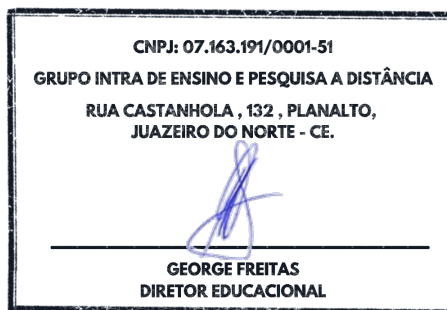 CNPJ: 07.163.191/0001-51
GRUPO INTRA DE ENSINO E PESQUISA A DISTÂNCIA
RUA CASTANHOLA , 132 , PLANALTO,
JUAZEIRO DO NORTE - CE.
GEORGE FREITAS
DIRETOR EDUCACIONAL